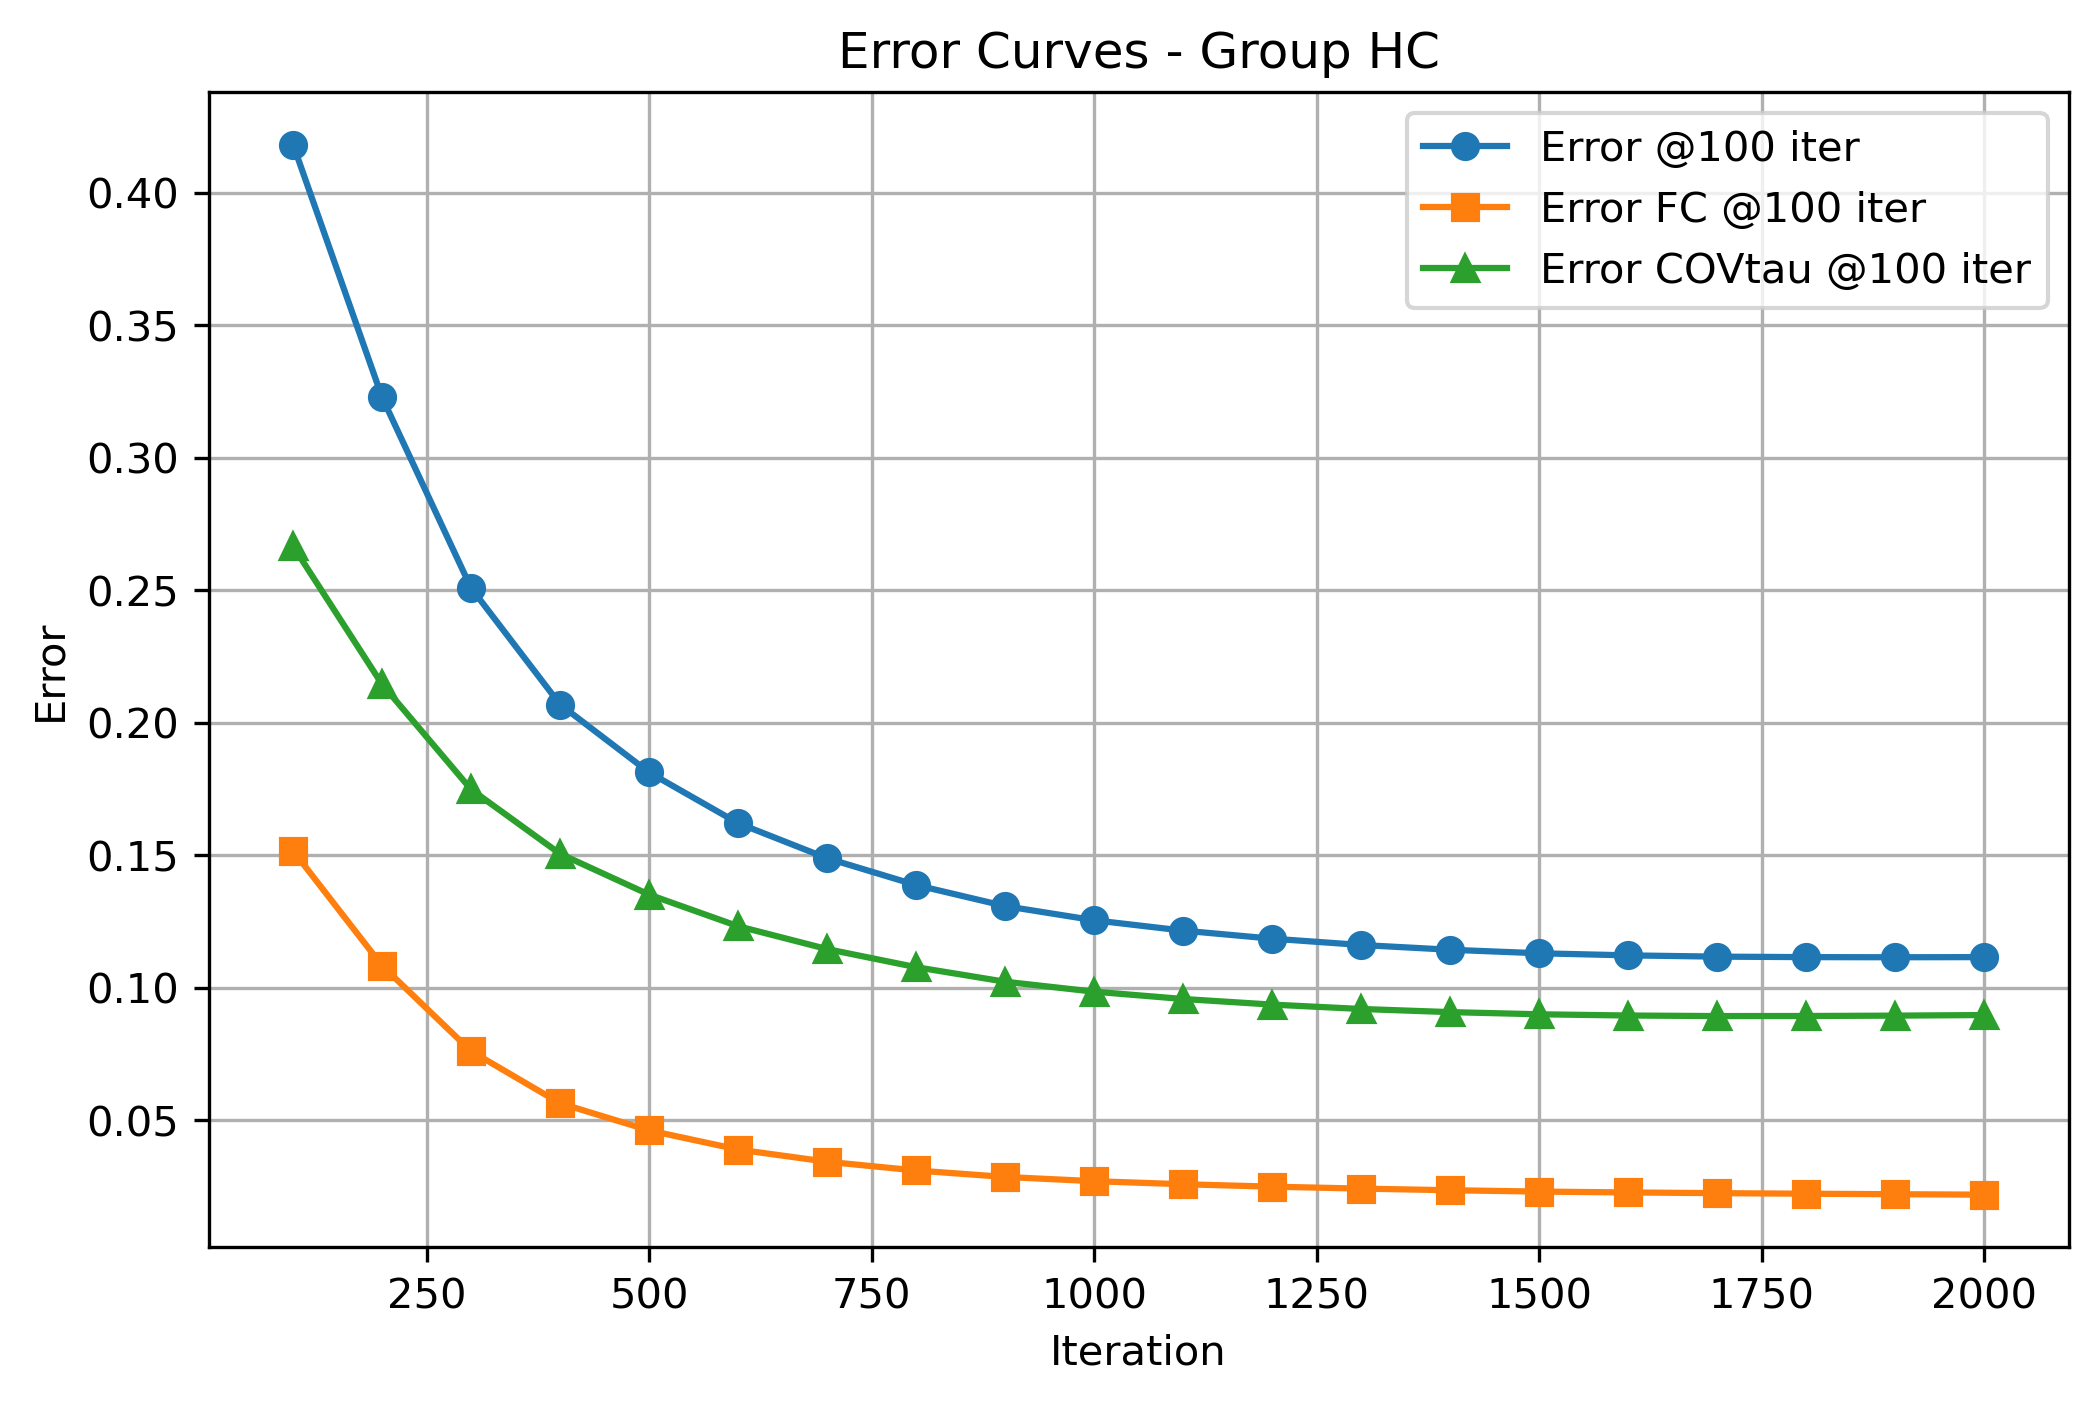 Error Curves - Group HC
Error @100 iter
Error FC @100 iter
Error COVtau @100 iter
Error
0.40
0.35
0.30
0.25
0.20
0.15
0.10
0.05
250 500 750 1000 1250 1500 1750 2000
Iteration